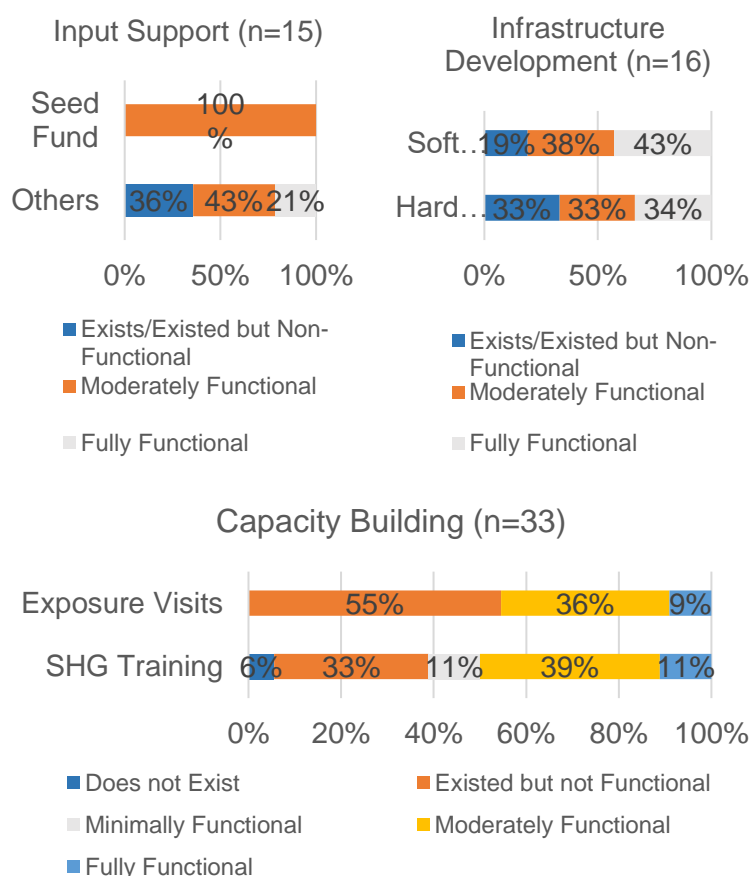 Input Support (n=15)
Seed
Fund
100
%
Others
36% 43% 21%
0% 50% 100%
Exists/Existed but Non-
Functional
Moderately Functional
Fully Functional
Infrastructure
Development (n=16)
Soft…
19% 38% 43%
Hard…
33% 33% 34%
0% 50% 100%
Exists/Existed but Non-
Functional
Moderately Functional
Fully Functional
Capacity Building (n=33)
Exposure Visits
55% 36% 9%
SHG Training
6% 33% 11% 39% 11%
0% 20% 40% 60% 80% 100%
Does not Exist
Existed but not Functional
Minimally Functional
Moderately Functional
Fully Functional